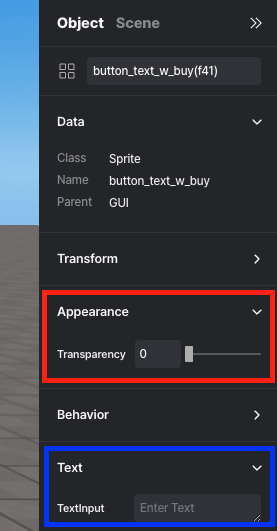 Object Scene
button_text_w_buy(f41)
Data
Class Sprite
Name button_text_w_buy
Parent GUI
Transform
Appearance
Transparency 0
Behavior
Text
TextInput Enter Text